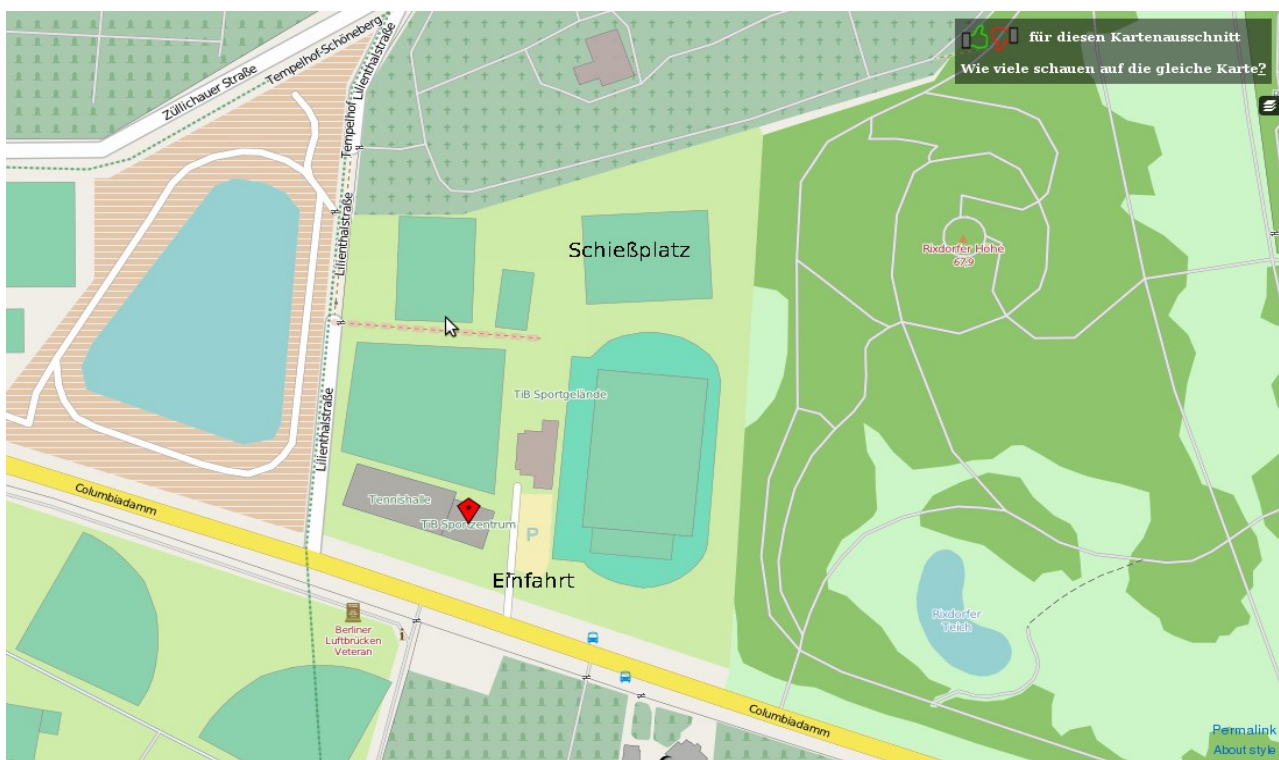 für diesen Kartenausschnitt
Wie viele schauen auf die gleiche Karte?
Züllichauer Straße
Tempelhof-Schöneberg
Lilienthalstraße
Tempelhof
Lilienthalstraße
Lilienthalstraße
Schießplatz
Rixdorfer Höhe
67,9
TiB Sportgelände
Tennishalle
TiB Sportzentrum
P
Columbiadamm
Einfahrt
Berliner
Luftbrücken
Veteran
Rixdorfer
Teich
Columbiadamm
Permalink
About style